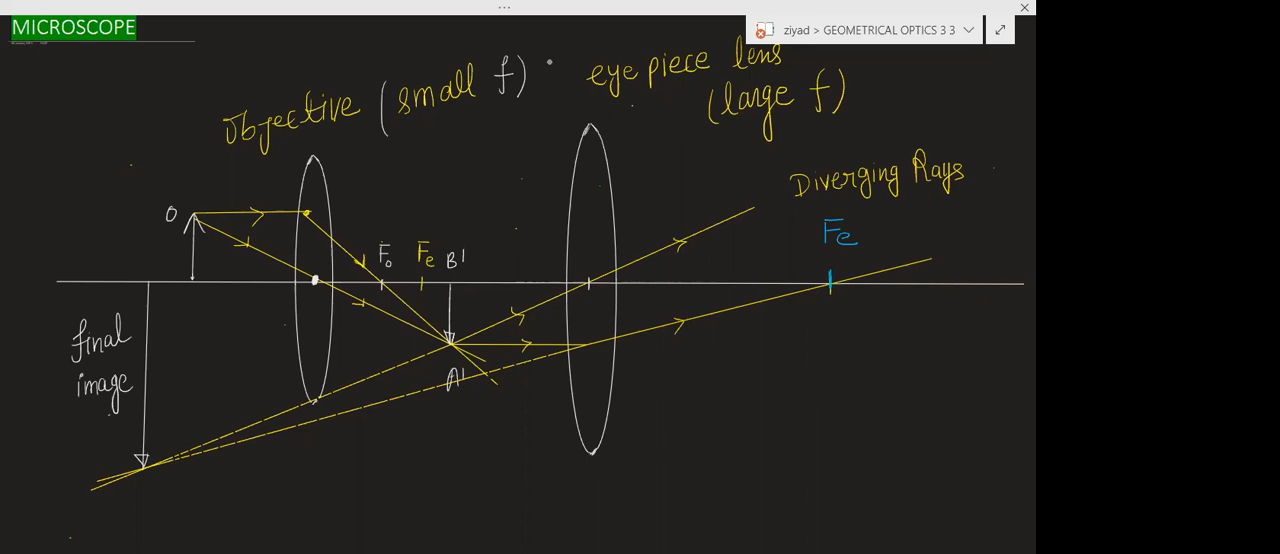 MICROSCOPE
ziyad > GEOMETRICAL OPTICS 3 3
Objective (small f)
eye piece lens
(large f)
Diverging Rays
O
Fo
Fe
B'
Fe
final
image
A'